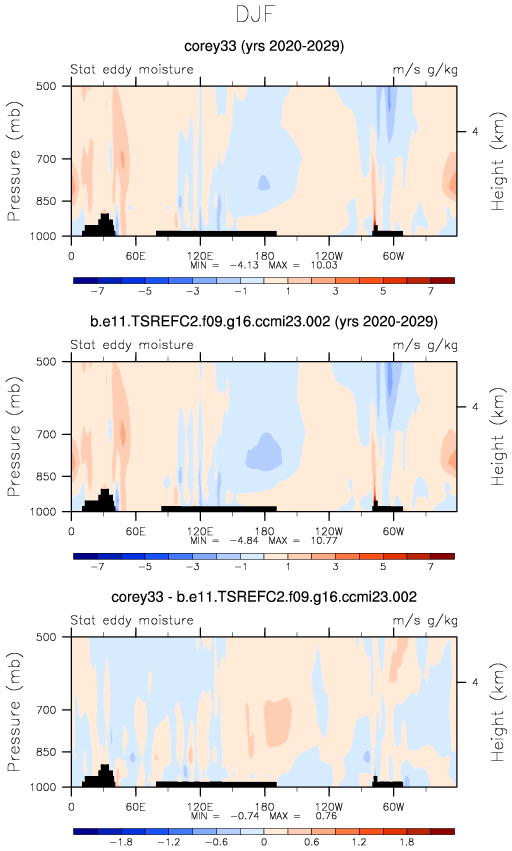 DJF
corey33 (yrs 2020-2029)
Stat eddy moisture m/s g/kg
Pressure (mb)
500
700
850
1000
4
Height (km)
0 60E 120E 180 120W 60W
MIN = -4.13 MAX = 10.03
-7 -5 -3 -1 1 3 5 7
b.e11.TSREFC2.f09.g16.ccmi23.002 (yrs 2020-2029)
Stat eddy moisture m/s g/kg
Pressure (mb)
500
700
850
1000
4
Height (km)
0 60E 120E 180 120W 60W
MIN = -4.84 MAX = 10.77
-7 -5 -3 -1 1 3 5 7
corey33 - b.e11.TSREFC2.f09.g16.ccmi23.002
Stat eddy moisture m/s g/kg
Pressure (mb)
500
700
850
1000
4
Height (km)
0 60E 120E 180 120W 60W
MIN = -0.74 MAX = 0.76
-1.8 -1.2 -0.6 0 0.6 1.2 1.8